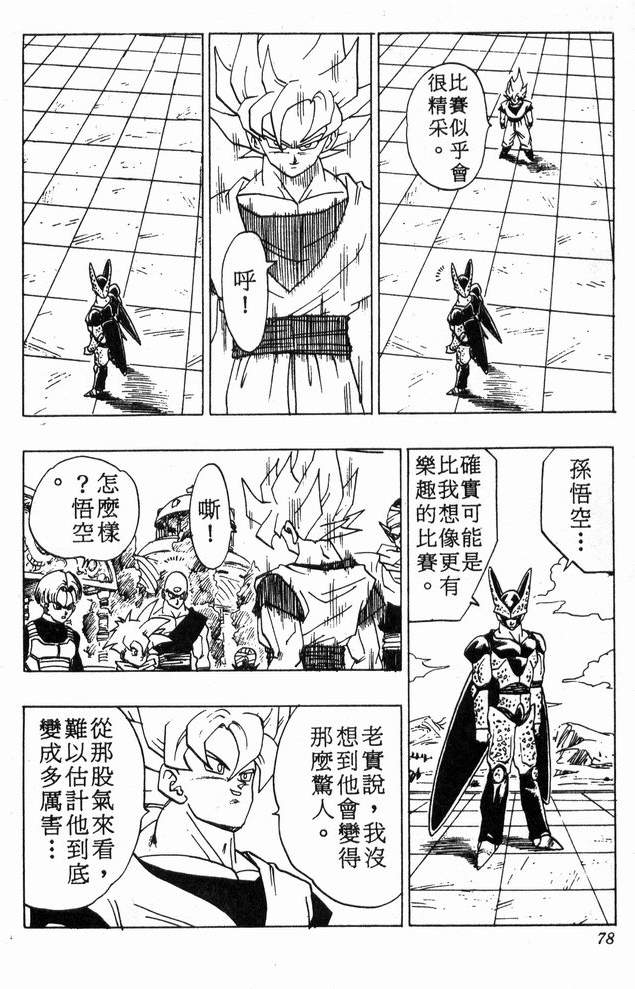 比賽似乎會
很精采。
呼！
孫悟空…
確實可能是
比我想像更有
樂趣的比賽。
嘶！
怎麼樣
？悟空
。
老實說，我沒
想到他會變得
那麼驚人。
從那股氣來看，
難以估計他到底
變成多厲害…
78